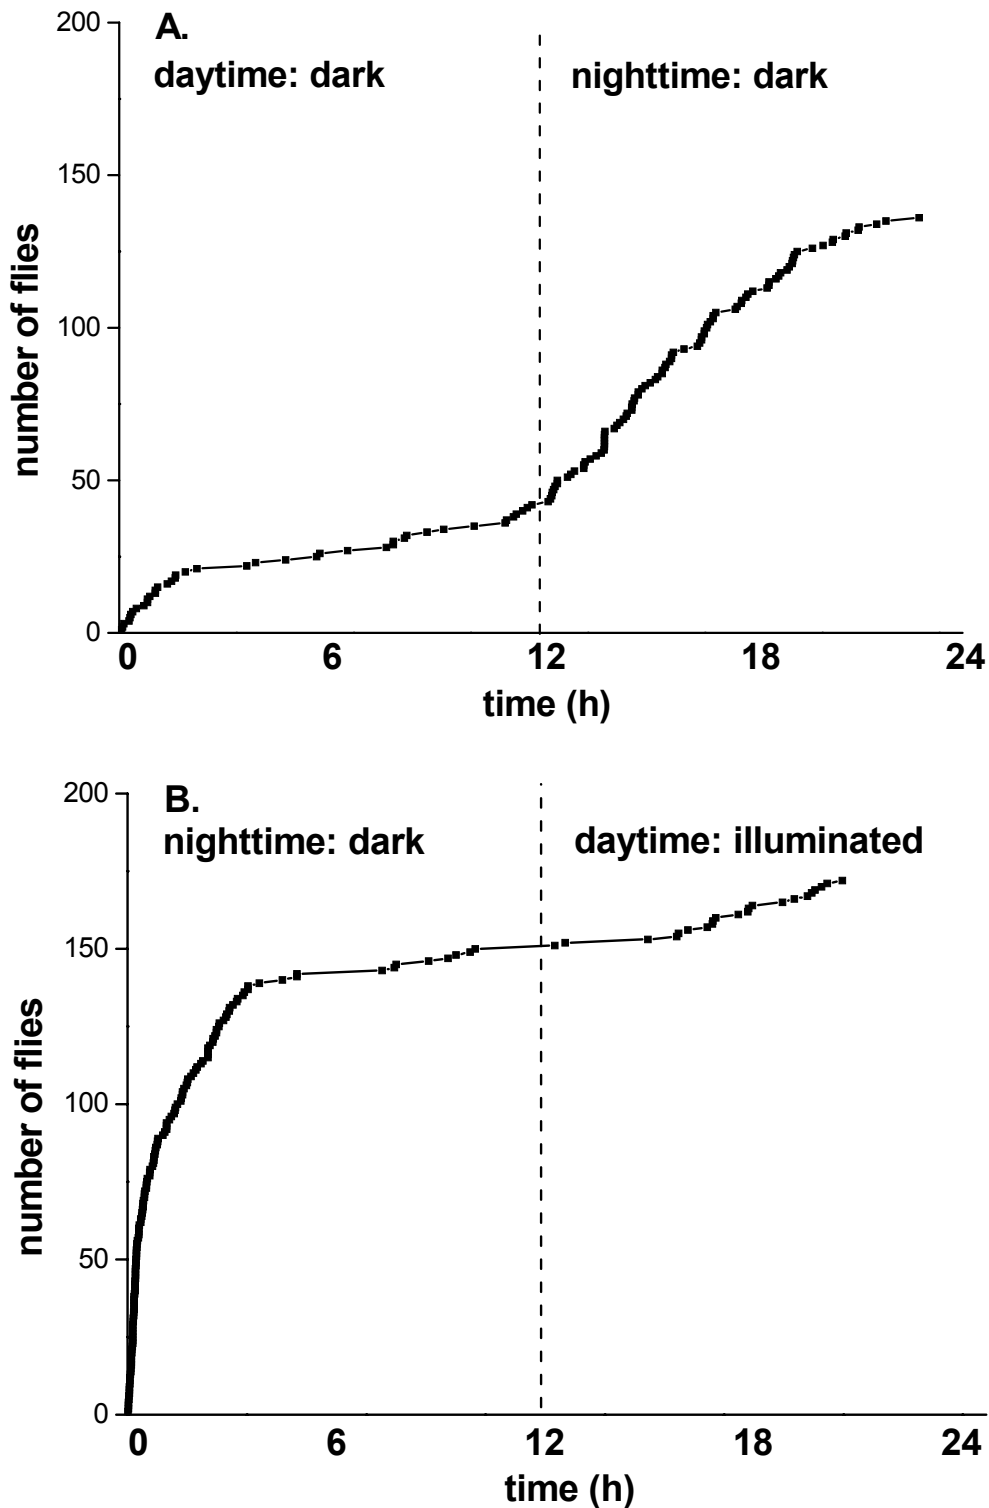 200
A.
daytime: dark
nighttime: dark
150
100
50
0
number of flies
0 6 12 18 24
time (h)
200
B.
nighttime: dark
daytime: illuminated
150
100
50
0
number of flies
0 6 12 18 24
time (h)